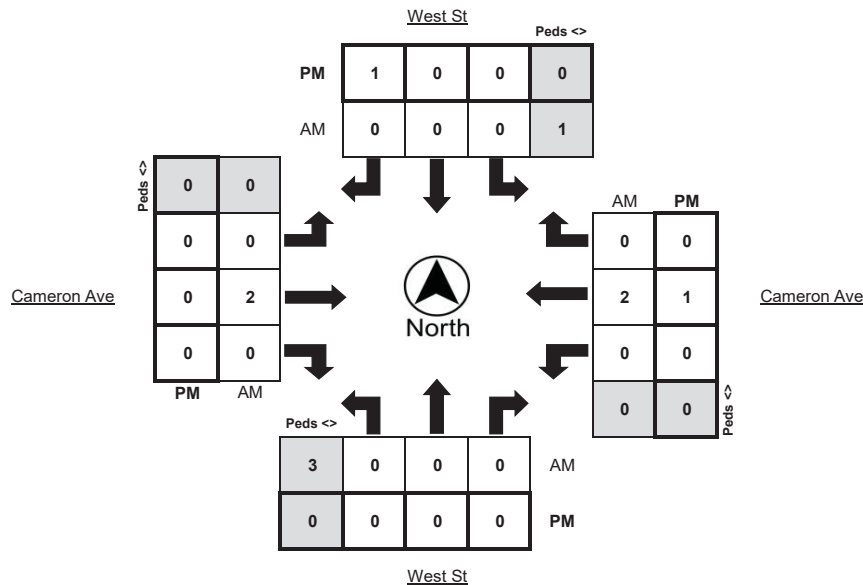 West St
Peds <>
PM 1 0 0 0
AM 0 0 0 1
Peds <>
0 0
AM PM
0 0
0 0
Cameron Ave
0 2
North
2 1
Cameron Ave
0 0
0 0
PM AM
0 0
Peds <>
Peds <>
3 0 0 0 AM
0 0 0 0 PM
West St